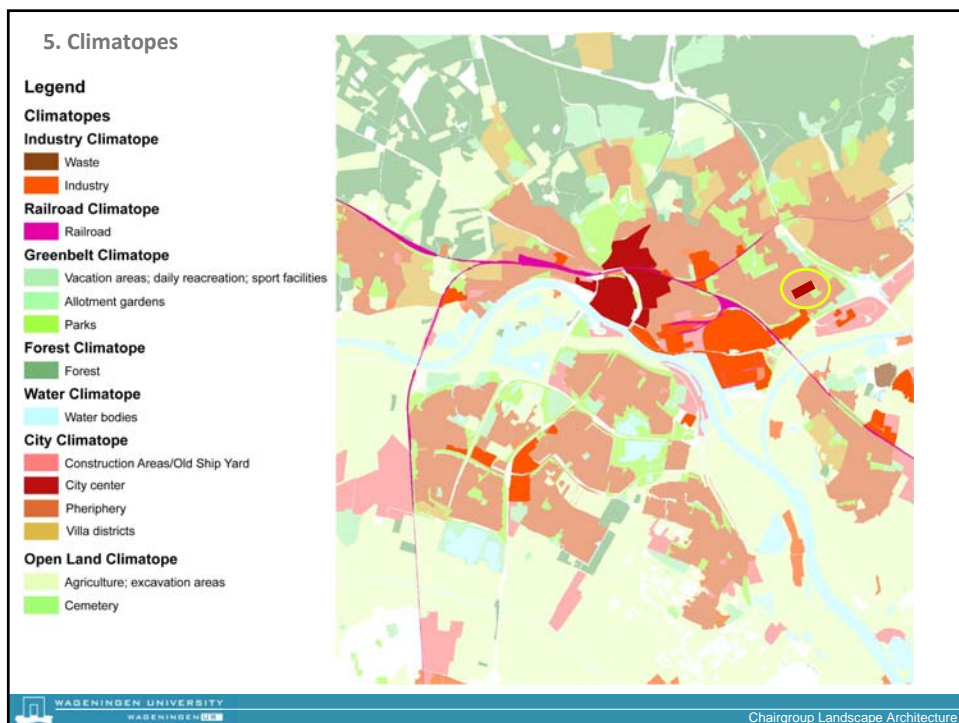 5. Climatopes
Legend
Climatopes
Industry Climatope
Waste
Industry
Railroad Climatope
Railroad
Greenbelt Climatope
Vacation areas; daily reacreation; sport facilities
Allotment gardens
Parks
Forest Climatope
Forest
Water Climatope
Water bodies
City Climatope
Construction Areas/Old Ship Yard
City center
Pheriphery
Villa districts
Open Land Climatope
Agriculture; excavation areas
Cemetery
WAGENINGEN UNIVERSITY
WAGENINGEN UR
Chairgroup Landscape Architecture